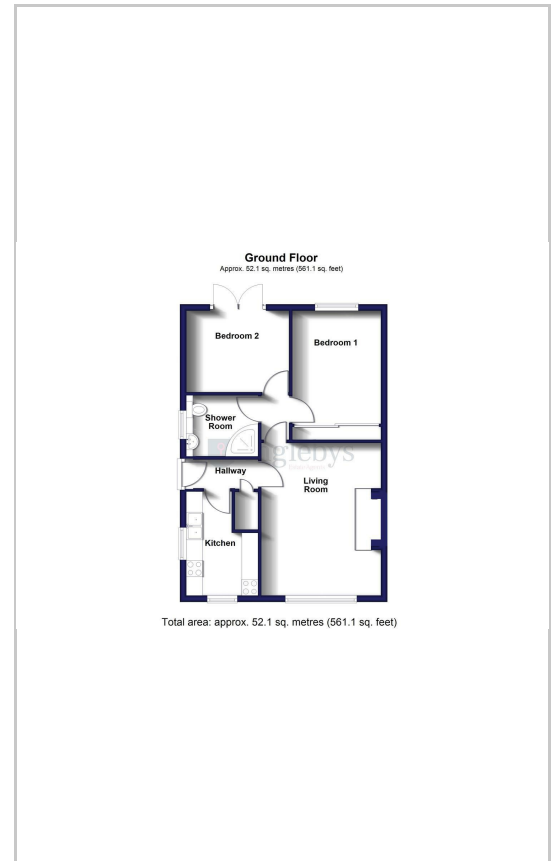 Ground Floor
Approx. 52.1 sq. metres (561.1 sq. feet)
Bedroom 2
Bedroom 1
Shower
Room
Hallway
Living
Room
Kitchen
Total area: approx. 52.1 sq. metres (561.1 sq. feet)